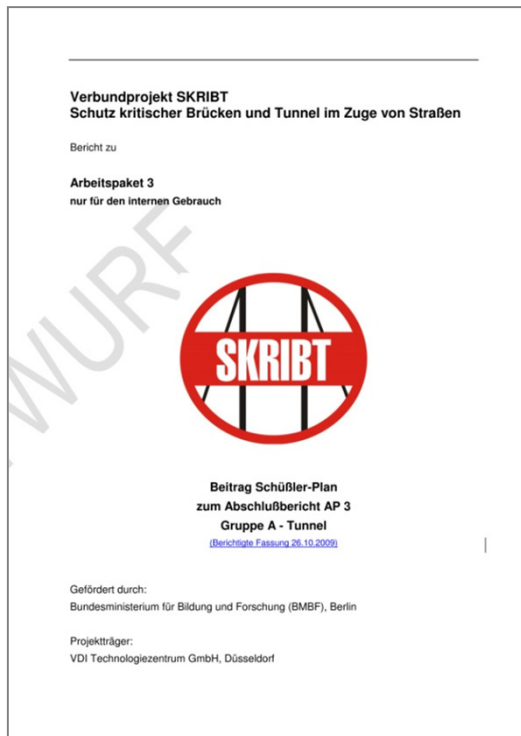 Verbundprojekt SKRIBT
Schutz kritischer Brücken und Tunnel im Zuge von Straßen
Bericht zu
Arbeitspaket 3
nur für den internen Gebrauch
WURF
SKRIBT
Beitrag Schüßler-Plan
zum Abschlußbericht AP 3
Gruppe A - Tunnel
(Berichtigte Fassung 26.10.2009)
Gefördert durch:
Bundesministerium für Bildung und Forschung (BMBF), Berlin
Projektträger:
VDI Technologiezentrum GmbH, Düsseldorf